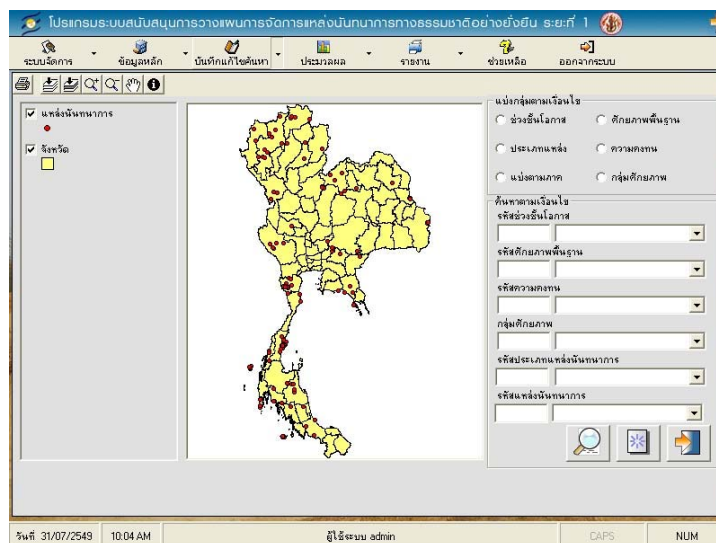 โปรแกรมระบบสนับสนุนการวางแผนการจัดการแหล่งนันทนาการทางธรรมชาติอย่างยั่งยืน ระยะที่ 1
ระบบจัดการ ข้อมูลหลัก บันทึกแก้ไขค้นหา ประมวลผล รายงาน ช่วยเหลือ ออกจากระบบ
แหล่งนันทนาการ
จังหวัด
แบ่งกลุ่มตามเงื่อนไข
ช่วงชั้นโอกาส ศักยภาพพื้นฐาน
ประเภทแหล่ง ความคงทน
แบ่งตามภาค กลุ่มศักยภาพ
ค้นหาตามเงื่อนไข
รหัสช่วงชั้นโอกาส
รหัสศักยภาพพื้นฐาน
รหัสความคงทน
กลุ่มศักยภาพ
รหัสประเภทแหล่งนันทนาการ
รหัสแหล่งนันทนาการ
วันที่ 31/07/2549 10:04 AM ผู้ใช้ระบบ admin CAPS NUM